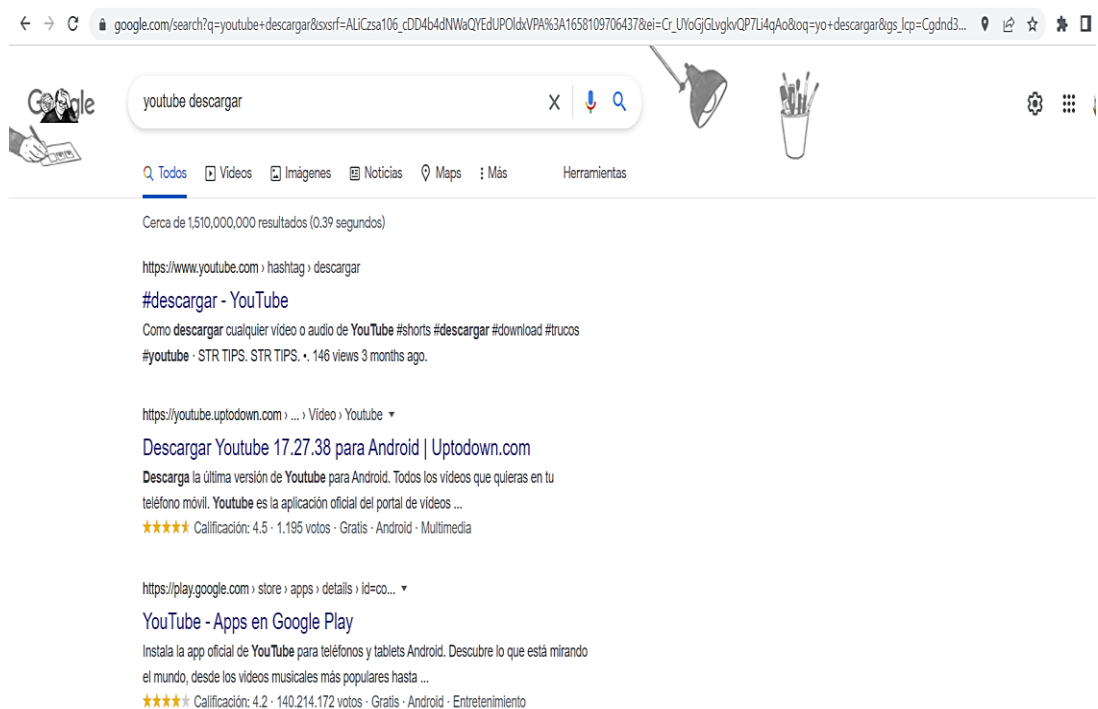 google.com/search?q=youtube+descargar&sxsrf=ALiCzsa106_cDD4b4dNWaQYEdUPOldxVPA%3A1658109706437&ei=Cr_UYoGjGLvgkvQP7Li4qAo&oq=yo+descargar&gs_lcp=Cgdnd3...
Google
youtube descargar
Todos Videos Imágenes Noticias Maps Más Herramientas
Cerca de 1,510,000,000 resultados (0.39 segundos)
https://www.youtube.com › hashtag › descargar
#descargar - YouTube
Como descargar cualquier vídeo o audio de YouTube #shorts #descargar #download #trucos
#youtube · STR TIPS. STR TIPS. •. 146 views 3 months ago.
https://youtube.uptodown.com › ... › Vídeo › Youtube
Descargar Youtube 17.27.38 para Android | Uptodown.com
Descarga la última versión de Youtube para Android. Todos los vídeos que quieras en tu
teléfono móvil. Youtube es la aplicación oficial del portal de vídeos ...
Calificación: 4.5 · 1.195 votos · Gratis · Android · Multimedia
https://play.google.com › store › apps › details › id=co...
YouTube - Apps en Google Play
Instala la app oficial de YouTube para teléfonos y tablets Android. Descubre lo que está mirando
el mundo, desde los videos musicales más populares hasta ...
Calificación: 4.2 · 140.214.172 votos · Gratis · Android · Entretenimiento